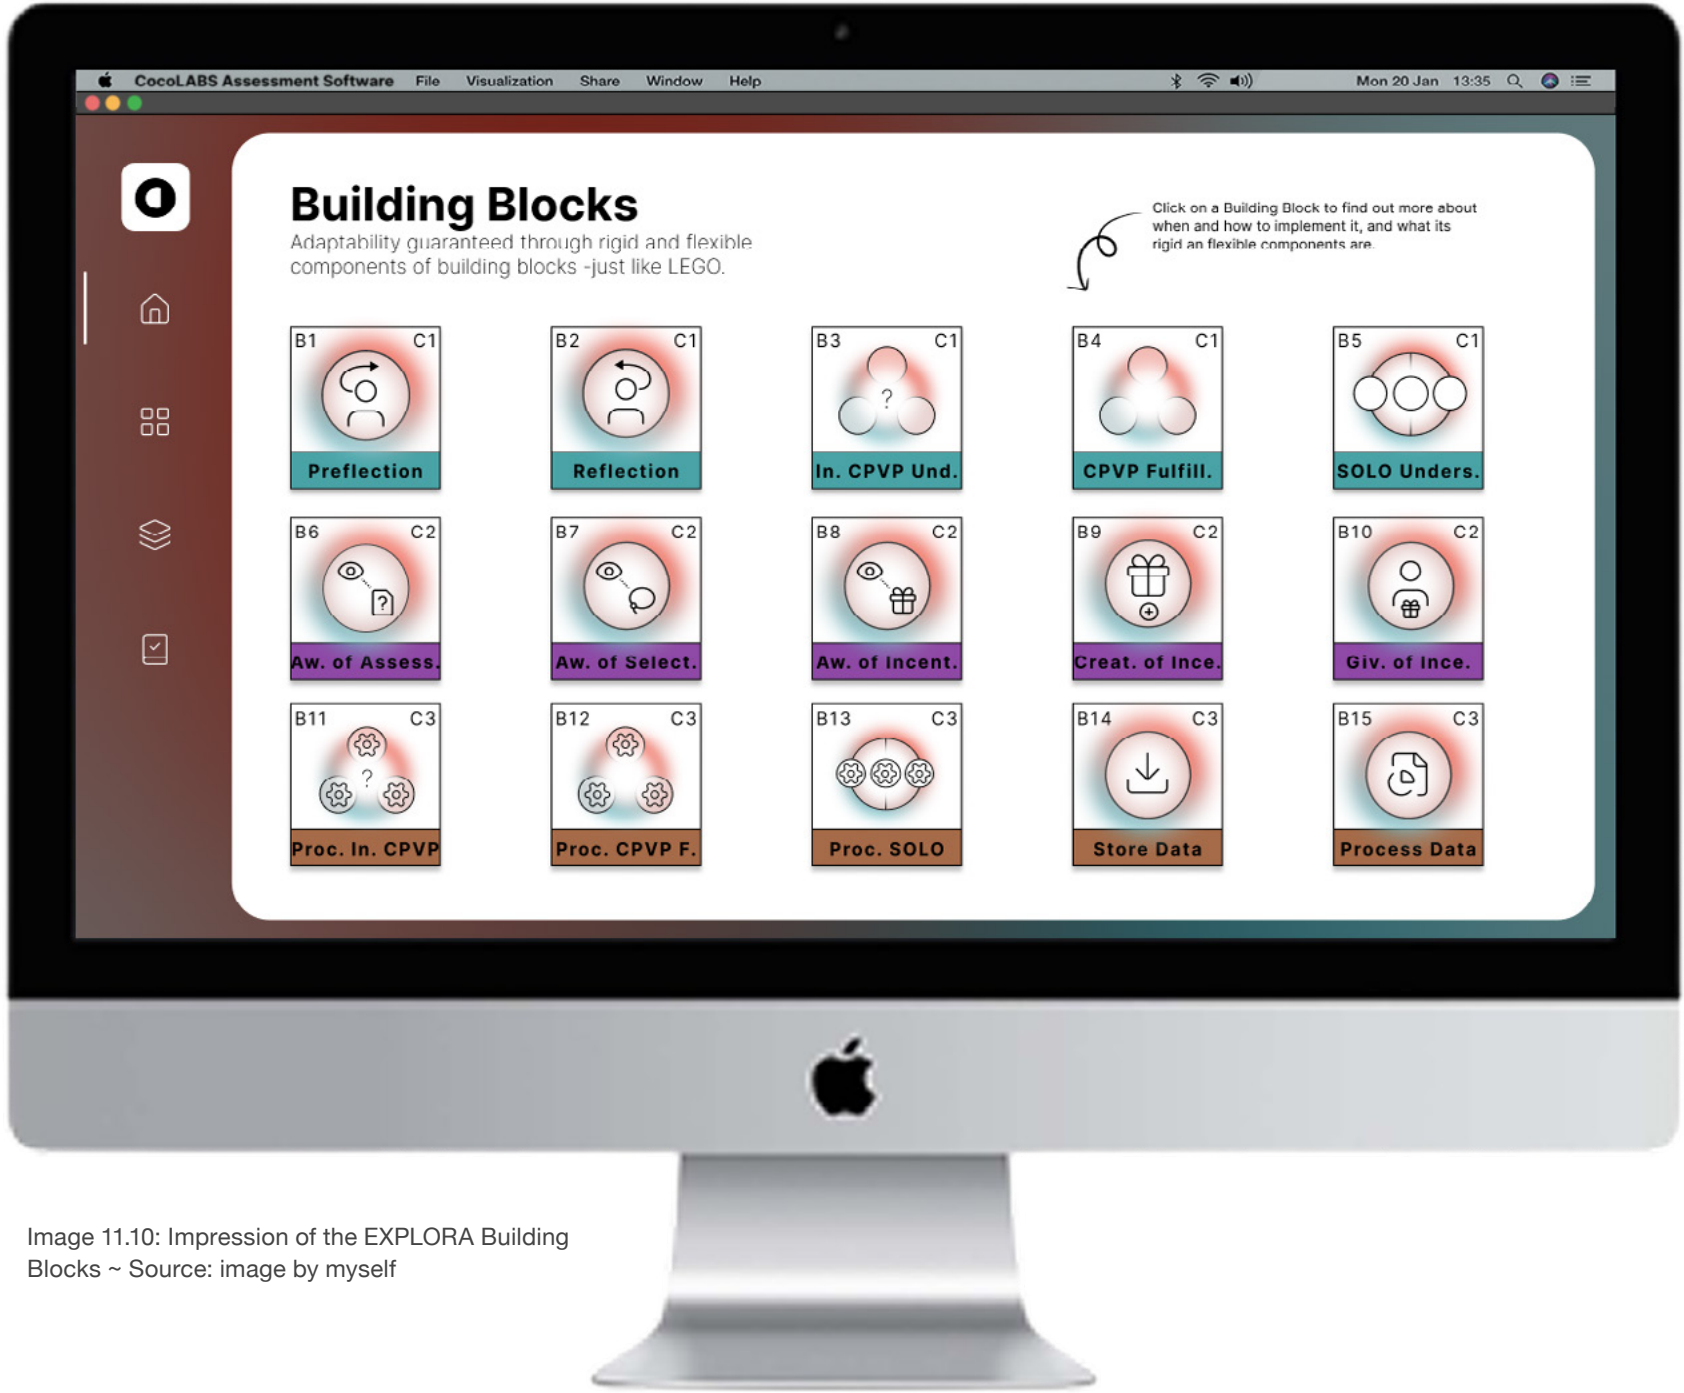 CocoLABS Assessment Software File Visualization Share Window Help Mon 20 Jan 13:35
Building Blocks
Adaptability guaranteed through rigid and flexible
components of building blocks -just like LEGO.
Click on a Building Block to find out more about
when and how to implement it, and what its
rigid an flexible components are.
B1 C1
Preflection
B2 C1
Reflection
B3 C1
?
In. CPVP Und.
B4 C1
CPVP Fulfill.
B5 C1
SOLO Unders.
B6 C2
?
Aw. of Assess.
B7 C2
Aw. of Select.
B8 C2
Aw. of Incent.
B9 C2
Creat. of Ince.
B10 C2
Giv. of Ince.
B11 C3
?
Proc. In. CPVP
B12 C3
Proc. CPVP F.
B13 C3
Proc. SOLO
B14 C3
Store Data
B15 C3
Process Data
Image 11.10: Impression of the EXPLORA Building
Blocks ~ Source: image by myself